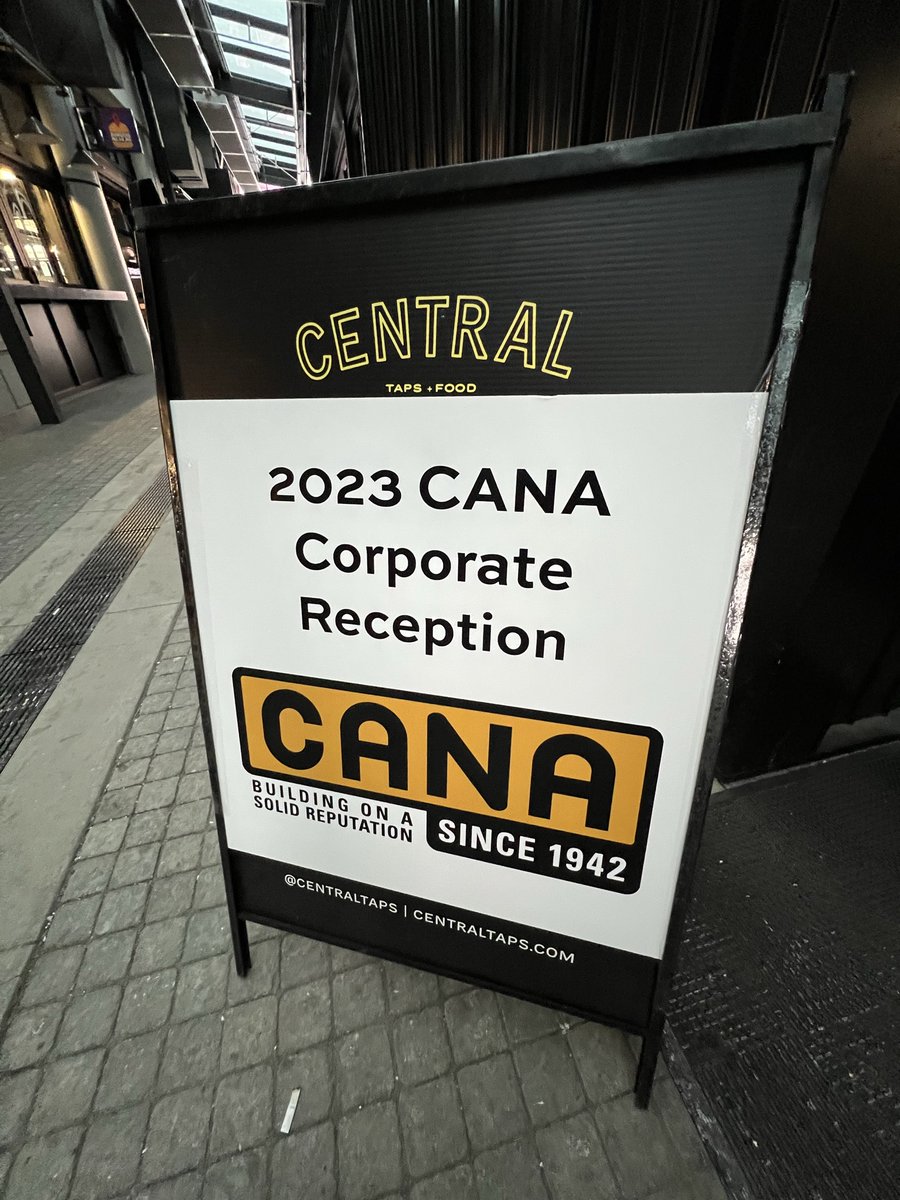 CENTRAL
TAPS + FOOD
2023 CANA
Corporate
Reception
CANA
BUILDING ON A
SOLID REPUTATION
SINCE 1942
@CENTRALTAPS | CENTRALTAPS.COM